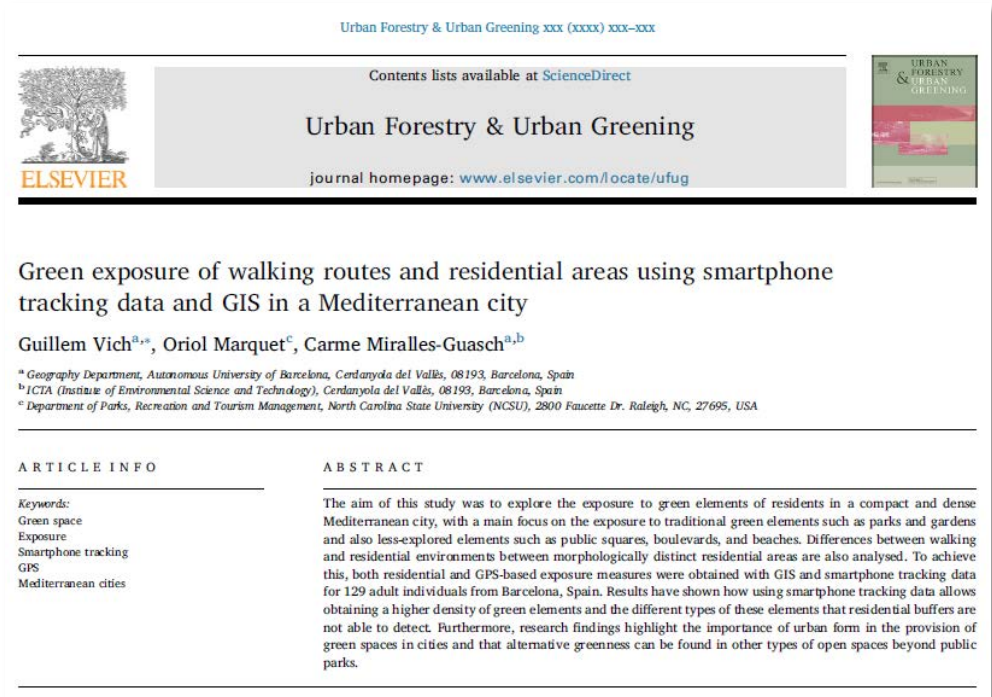 Urban Forestry & Urban Greening xxx (xxxx) xxx–xxx
Contents lists available at ScienceDirect
Urban Forestry & Urban Greening
journal homepage: www.elsevier.com/locate/ufug
ELSEVIER
URBAN
FORESTRY
& URBAN
GREENING
Green exposure of walking routes and residential areas using smartphone
tracking data and GIS in a Mediterranean city
Guillem Vichᵃ,*, Oriol Marquetᶜ, Carme Miralles-Guaschᵃ,ᵇ
ᵃ Geography Department, Autonomous University of Barcelona, Cerdanyola del Vallès, 08193, Barcelona, Spain
ᵇ ICTA (Institute of Environmental Science and Technology), Cerdanyola del Vallès, 08193, Barcelona, Spain
ᶜ Department of Parks, Recreation and Tourism Management, North Carolina State University (NCSU), 2800 Faucette Dr. Raleigh, NC, 27695, USA
ARTICLE INFO
Keywords:
Green space
Exposure
Smartphone tracking
GPS
Mediterranean cities
ABSTRACT
The aim of this study was to explore the exposure to green elements of residents in a compact and dense
Mediterranean city, with a main focus on the exposure to traditional green elements such as parks and gardens
and also less-explored elements such as public squares, boulevards, and beaches. Differences between walking
and residential environments between morphologically distinct residential areas are also analysed. To achieve
this, both residential and GPS-based exposure measures were obtained with GIS and smartphone tracking data
for 129 adult individuals from Barcelona, Spain. Results have shown how using smartphone tracking data allows
obtaining a higher density of green elements and the different types of these elements that residential buffers are
not able to detect. Furthermore, research findings highlight the importance of urban form in the provision of
green spaces in cities and that alternative greenness can be found in other types of open spaces beyond public
parks.